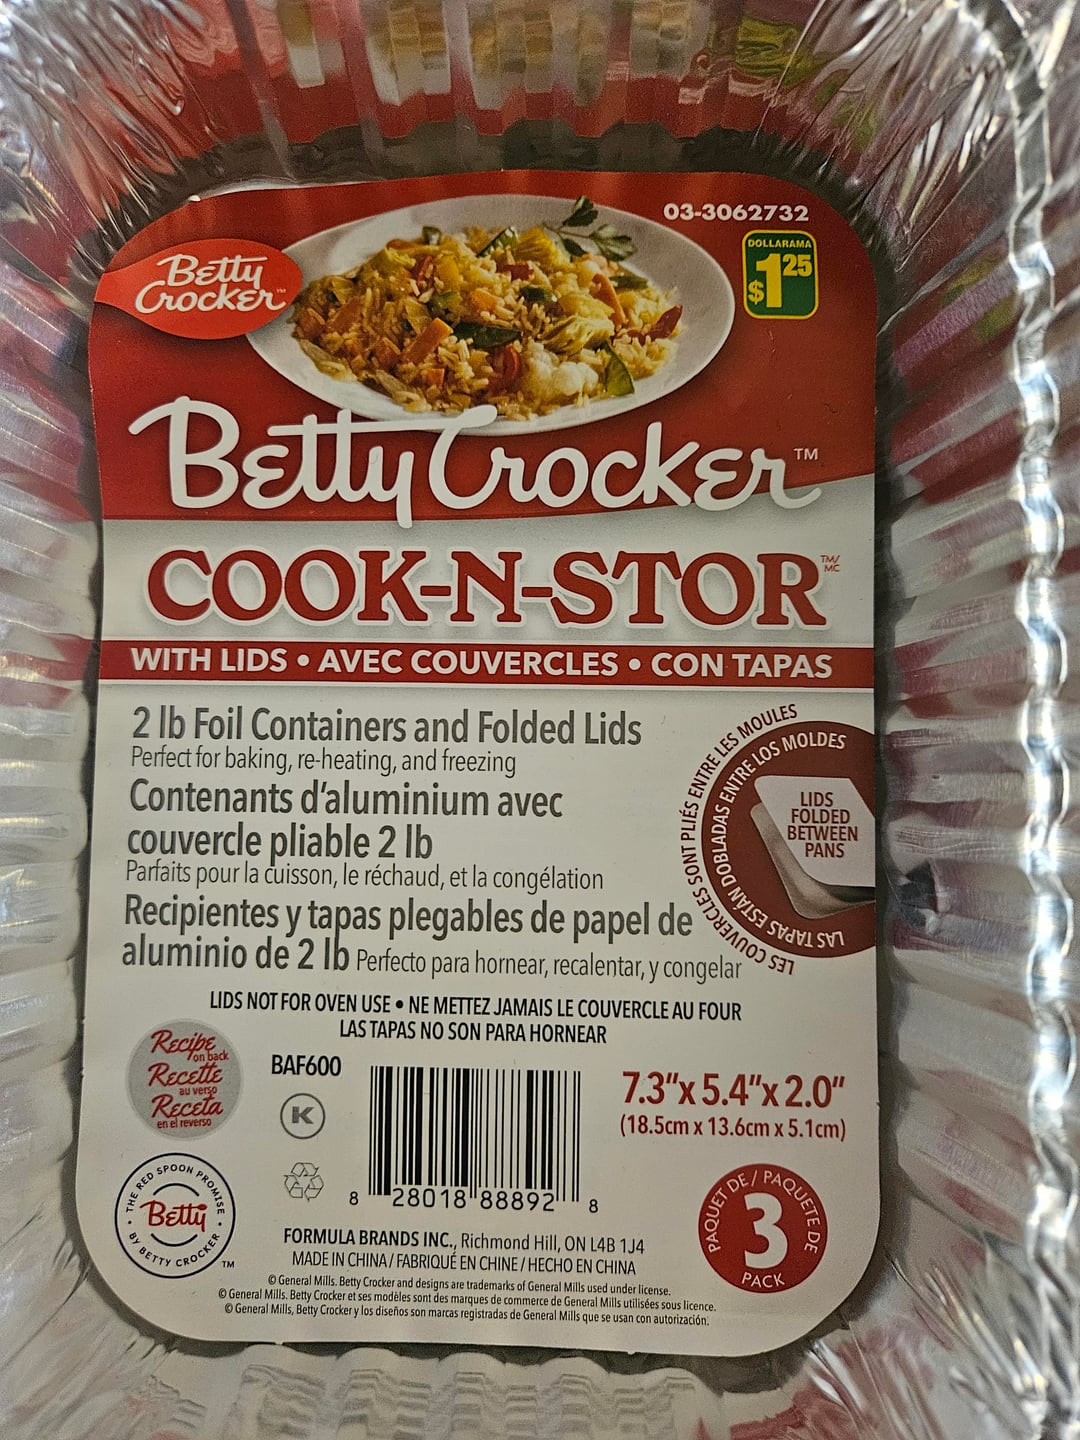 03-3062732
DOLLARAMA
$1.25
Betty
Crocker™
Betty Crocker™
COOK-N-STOR™/MC
WITH LIDS • AVEC COUVERCLES • CON TAPAS
2 lb Foil Containers and Folded Lids
Perfect for baking, re-heating, and freezing
Contenants d'aluminium avec
couvercle pliable 2 lb
Parfaits pour la cuisson, le réchaud, et la congélation
Recipientes y tapas plegables de papel de
aluminio de 2 lb Perfecto para hornear, recalentar, y congelar
LES COUVERCLES SONT PLIÉS ENTRE LES MOULES
LAS TAPAS ESTÁN DOBLADAS ENTRE LOS MOLDES
LIDS
FOLDED
BETWEEN
PANS
LIDS NOT FOR OVEN USE • NE METTEZ JAMAIS LE COUVERCLE AU FOUR
LAS TAPAS NO SON PARA HORNEAR
Recipe
on back
Recette
au verso
Receta
en el reverso
BAF600
K
8 28018 88892 8
7.3"x 5.4"x 2.0"
(18.5cm x 13.6cm x 5.1cm)
THE RED SPOON PROMISE
Betty
• BY BETTY CROCKER •
™
PAQUET DE / PAQUETE DE
3
PACK
FORMULA BRANDS INC., Richmond Hill, ON L4B 1J4
MADE IN CHINA / FABRIQUÉ EN CHINE / HECHO EN CHINA
© General Mills. Betty Crocker and designs are trademarks of General Mills used under license.
© General Mills. Betty Crocker et ses modèles sont des marques de commerce de General Mills utilisées sous licence.
© General Mills, Betty Crocker y los diseños son marcas registradas de General Mills que se usan con autorización.